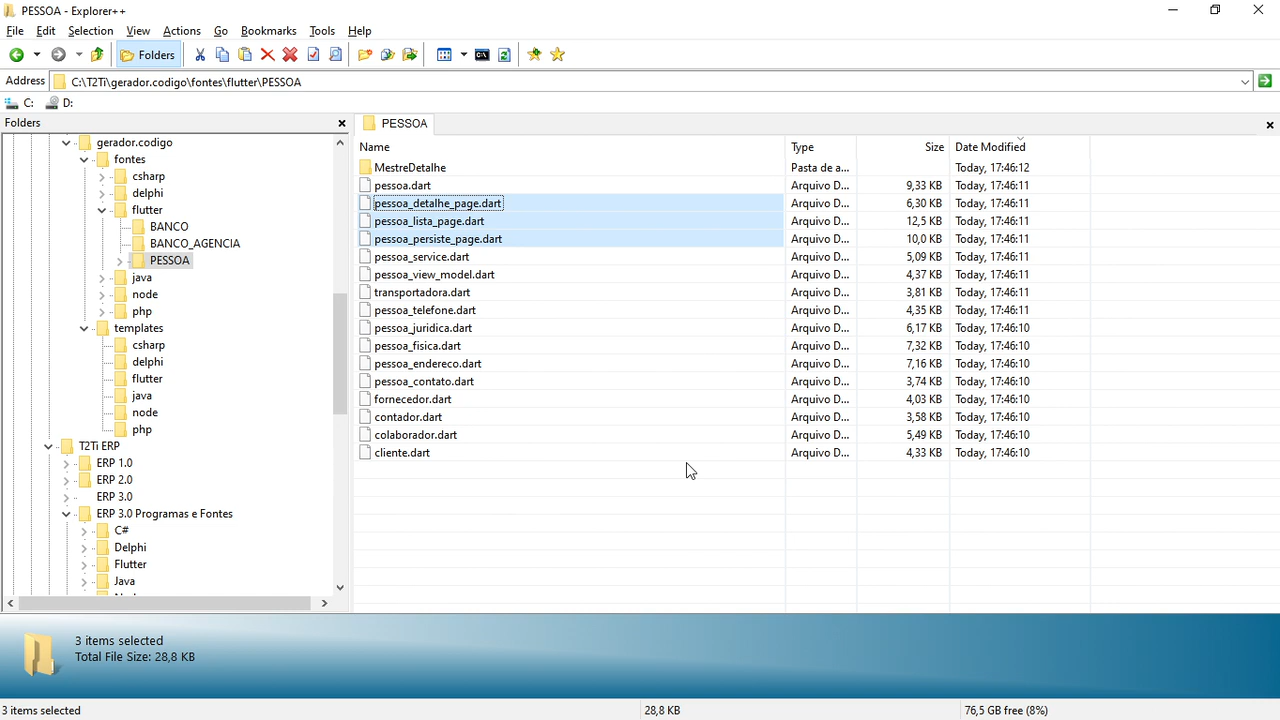 PESSOA - Explorer++
File Edit Selection View Actions Go Bookmarks Tools Help
Folders
Address C:\T2Ti\gerador.codigo\fontes\flutter\PESSOA
C: D:
Folders
gerador.codigo
fontes
csharp
delphi
flutter
BANCO
BANCO_AGENCIA
PESSOA
java
node
php
templates
csharp
delphi
flutter
java
node
php
T2Ti ERP
ERP 1.0
ERP 2.0
ERP 3.0
ERP 3.0 Programas e Fontes
C#
Delphi
Flutter
Java
PESSOA
Name Type Size Date Modified
MestreDetalhe Pasta de a... Today, 17:46:12
pessoa.dart Arquivo D... 9,33 KB Today, 17:46:11
pessoa_detalhe_page.dart Arquivo D... 6,30 KB Today, 17:46:11
pessoa_lista_page.dart Arquivo D... 12,5 KB Today, 17:46:11
pessoa_persiste_page.dart Arquivo D... 10,0 KB Today, 17:46:11
pessoa_service.dart Arquivo D... 5,09 KB Today, 17:46:11
pessoa_view_model.dart Arquivo D... 4,37 KB Today, 17:46:11
transportadora.dart Arquivo D... 3,81 KB Today, 17:46:11
pessoa_telefone.dart Arquivo D... 4,35 KB Today, 17:46:11
pessoa_juridica.dart Arquivo D... 6,17 KB Today, 17:46:10
pessoa_fisica.dart Arquivo D... 7,32 KB Today, 17:46:10
pessoa_endereco.dart Arquivo D... 7,16 KB Today, 17:46:10
pessoa_contato.dart Arquivo D... 3,74 KB Today, 17:46:10
fornecedor.dart Arquivo D... 4,03 KB Today, 17:46:10
contador.dart Arquivo D... 3,58 KB Today, 17:46:10
colaborador.dart Arquivo D... 5,49 KB Today, 17:46:10
cliente.dart Arquivo D... 4,33 KB Today, 17:46:10
3 items selected
Total File Size: 28,8 KB
3 items selected 28,8 KB 76,5 GB free (8%)